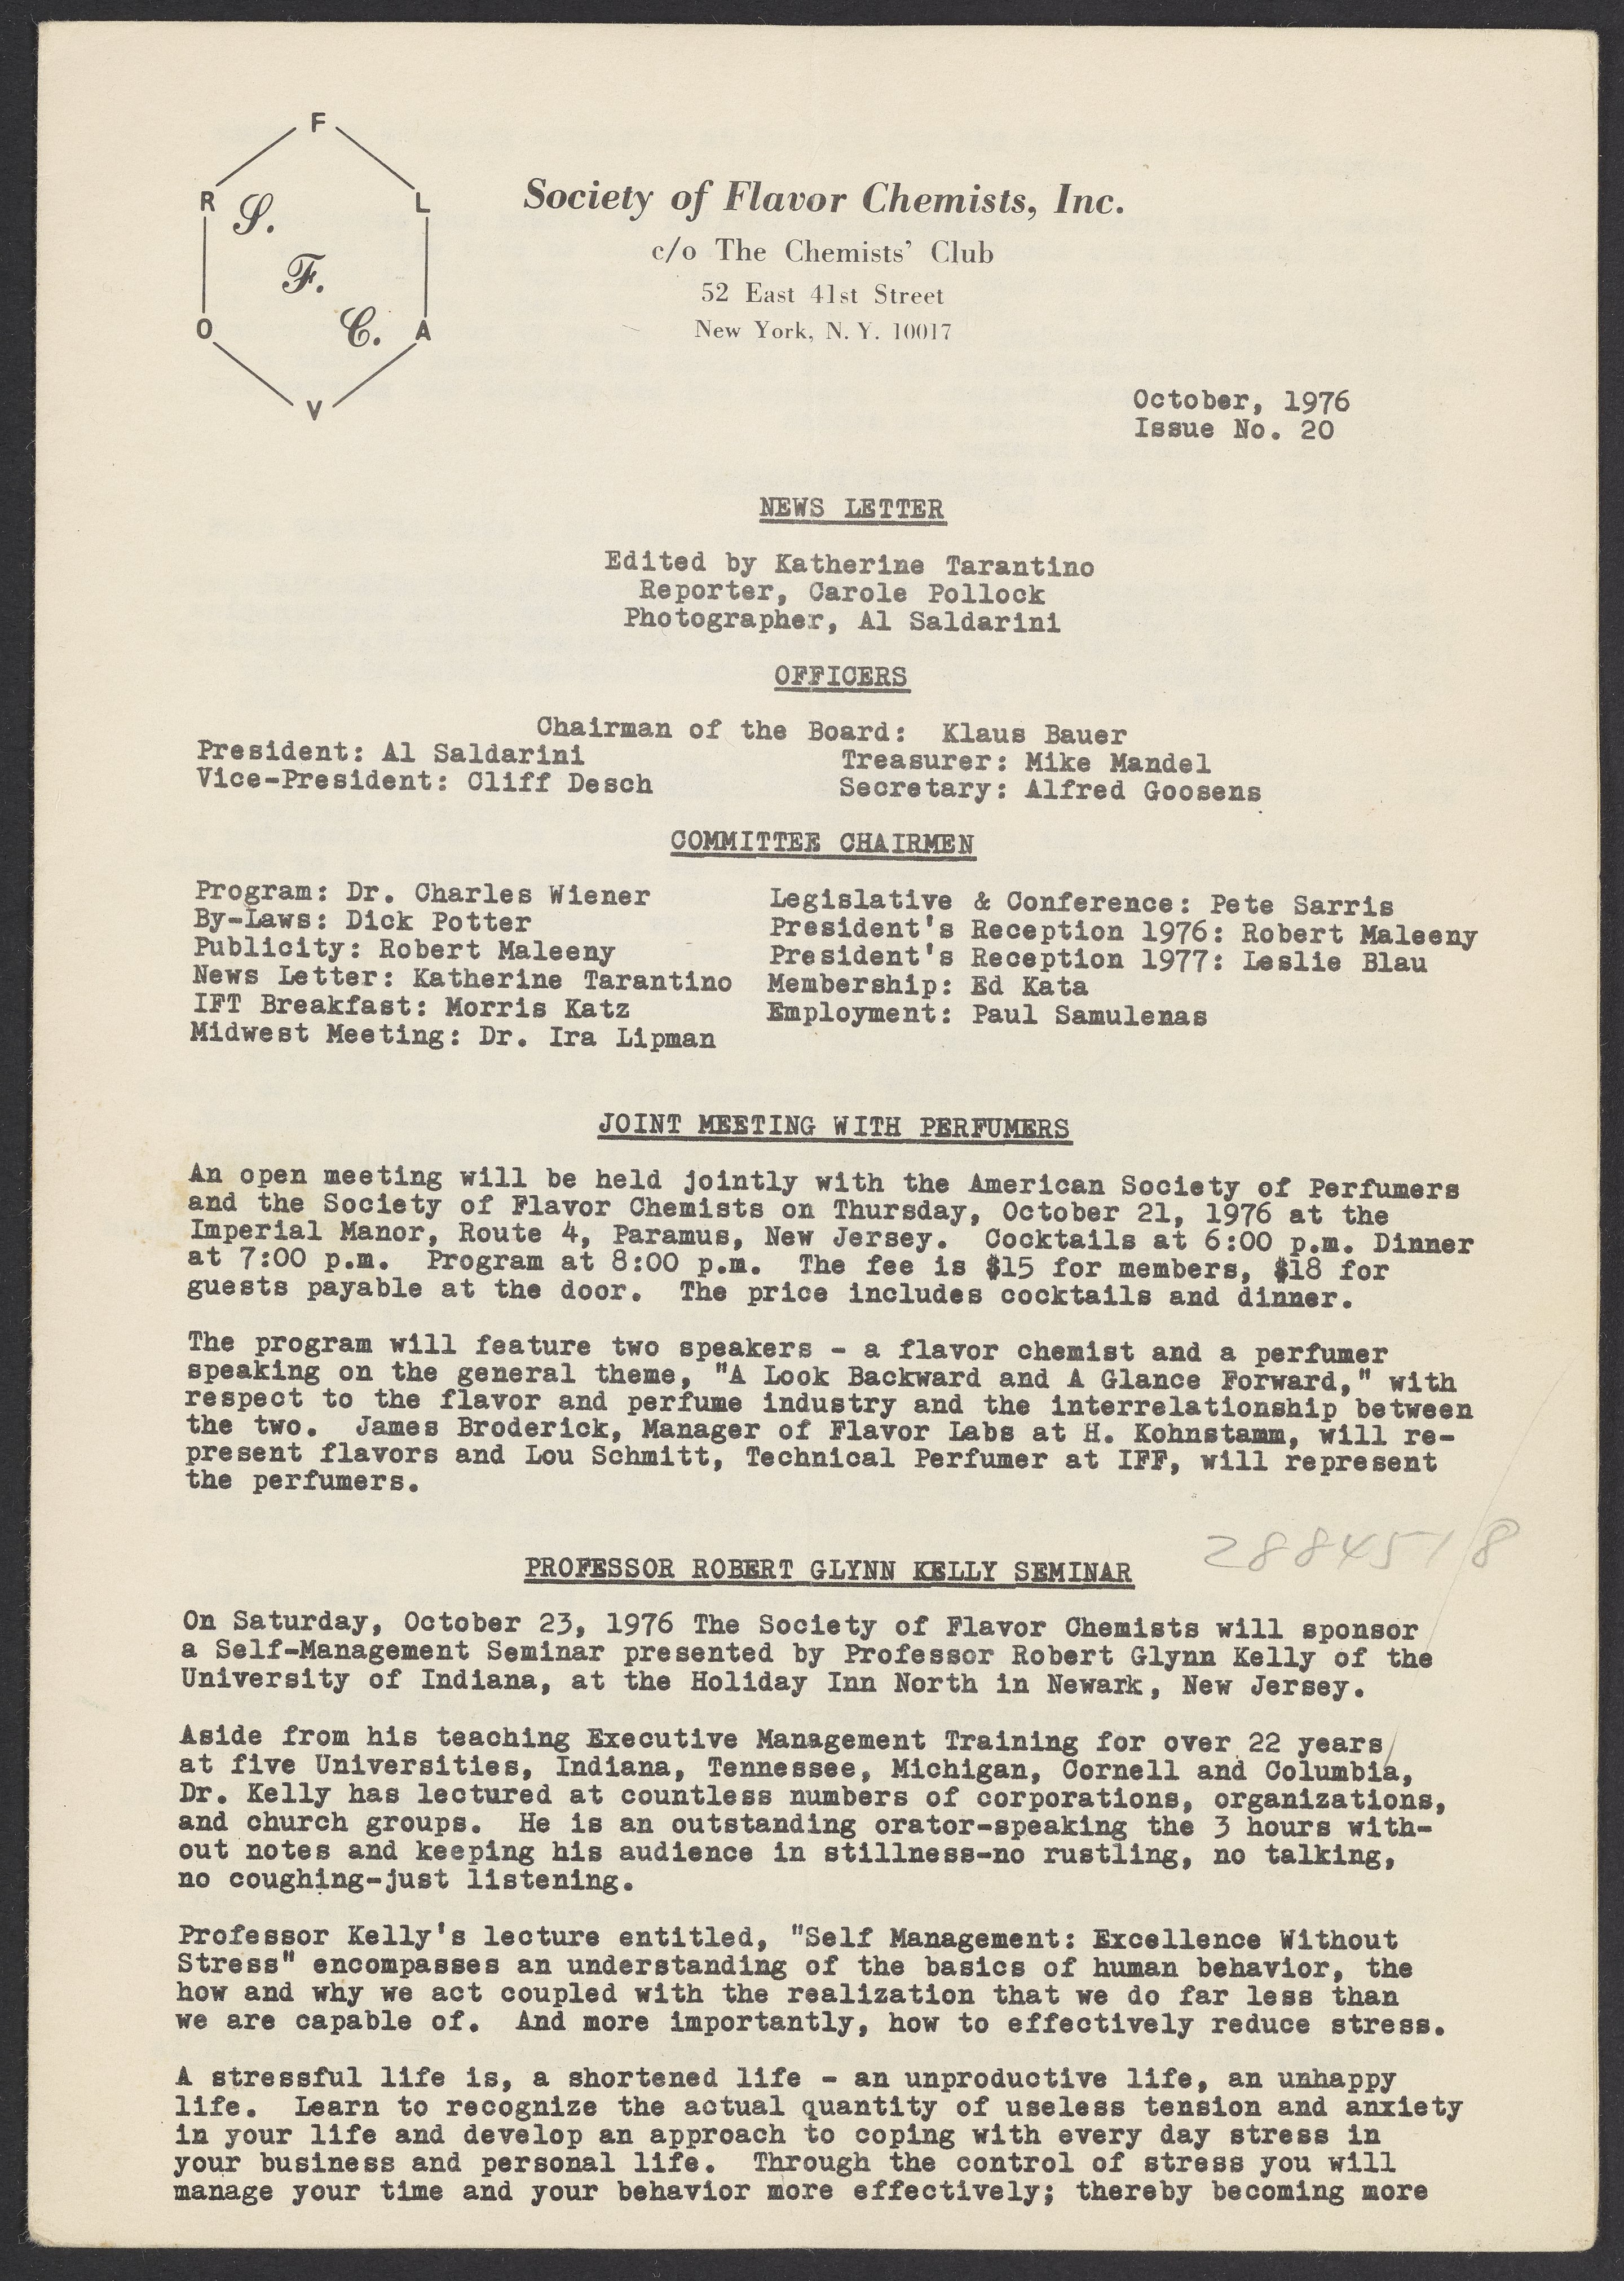 F
R L
S.
F.
C.
O A
V
Society of Flavor Chemists, Inc.
c/o The Chemists' Club
52 East 41st Street
New York, N. Y. 10017
October, 1976
Issue No. 20
NEWS LETTER
Edited by Katherine Tarantino
Reporter, Carole Pollock
Photographer, Al Saldarini
OFFICERS
Chairman of the Board: Klaus Bauer
President: Al Saldarini
Vice-President: Cliff Desch
Treasurer: Mike Mandel
Secretary: Alfred Goosens
COMMITTEE CHAIRMEN
Program: Dr. Charles Wiener
By-Laws: Dick Potter
Publicity: Robert Maleeny
News Letter: Katherine Tarantino
IFT Breakfast: Morris Katz
Midwest Meeting: Dr. Ira Lipman
Legislative & Conference: Pete Sarris
President's Reception 1976: Robert Maleeny
President's Reception 1977: Leslie Blau
Membership: Ed Kata
Employment: Paul Samulenas
JOINT MEETING WITH PERFUMERS
An open meeting will be held jointly with the American Society of Perfumers
and the Society of Flavor Chemists on Thursday, October 21, 1976 at the
Imperial Manor, Route 4, Paramus, New Jersey. Cocktails at 6:00 p.m. Dinner
at 7:00 p.m. Program at 8:00 p.m. The fee is $15 for members, $18 for
guests payable at the door. The price includes cocktails and dinner.
The program will feature two speakers - a flavor chemist and a perfumer
speaking on the general theme, "A Look Backward and A Glance Forward," with
respect to the flavor and perfume industry and the interrelationship between
the two. James Broderick, Manager of Flavor Labs at H. Kohnstamm, will re-
present flavors and Lou Schmitt, Technical Perfumer at IFF, will represent
the perfumers.
2884518
PROFESSOR ROBERT GLYNN KELLY SEMINAR
On Saturday, October 23, 1976 The Society of Flavor Chemists will sponsor
a Self-Management Seminar presented by Professor Robert Glynn Kelly of the
University of Indiana, at the Holiday Inn North in Newark, New Jersey.
Aside from his teaching Executive Management Training for over 22 years
at five Universities, Indiana, Tennessee, Michigan, Cornell and Columbia,
Dr. Kelly has lectured at countless numbers of corporations, organizations,
and church groups. He is an outstanding orator-speaking the 3 hours with-
out notes and keeping his audience in stillness-no rustling, no talking,
no coughing-just listening.
Professor Kelly's lecture entitled, "Self Management: Excellence Without
Stress" encompasses an understanding of the basics of human behavior, the
how and why we act coupled with the realization that we do far less than
we are capable of. And more importantly, how to effectively reduce stress.
A stressful life is, a shortened life - an unproductive life, an unhappy
life. Learn to recognize the actual quantity of useless tension and anxiety
in your life and develop an approach to coping with every day stress in
your business and personal life. Through the control of stress you will
manage your time and your behavior more effectively; thereby becoming more